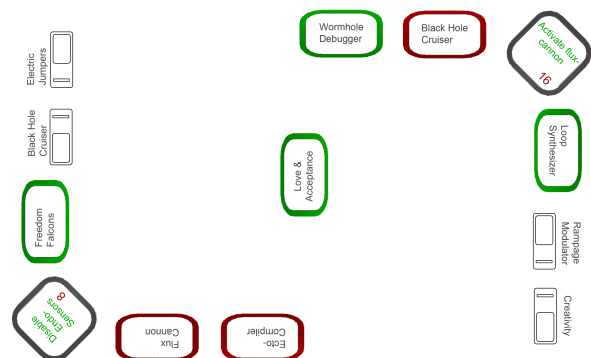 Wormhole
Debugger
Black Hole
Cruiser
Activate flux-
cannon
16
Electric
Jumpers
Black Hole
Cruiser
Love &
Acceptance
Loop
Synthesizer
Freedom
Falcons
Rampage
Modulator
Disable
Endo-
Sensors
8
Flux
Cannon
Ecto-
Compiler
Creativity